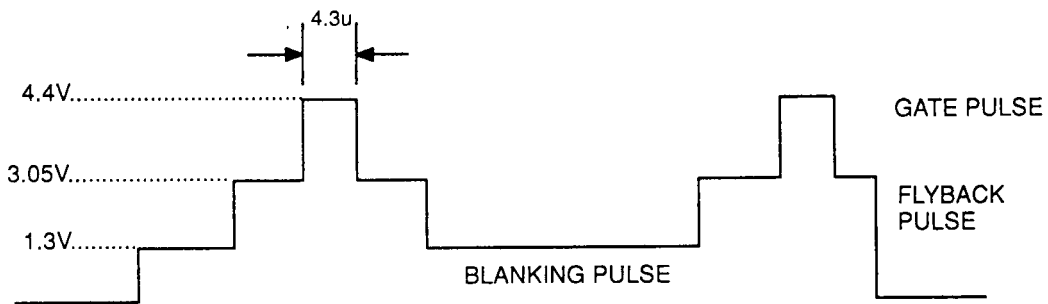 4.3u
4.4V
GATE PULSE
3.05V
FLYBACK
PULSE
1.3V
BLANKING PULSE